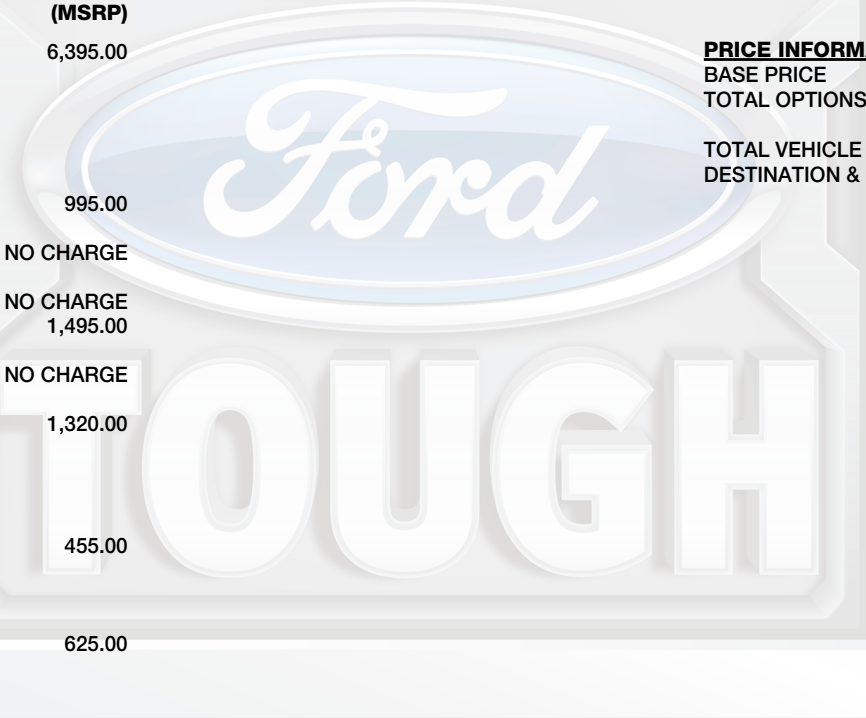 (MSRP)
6,395.00
995.00
NO CHARGE
NO CHARGE
1,495.00
NO CHARGE
1,320.00
455.00
625.00
PRICE INFORMA
BASE PRICE
TOTAL OPTIONS
TOTAL VEHICLE
DESTINATION &
Ford
TOUGH